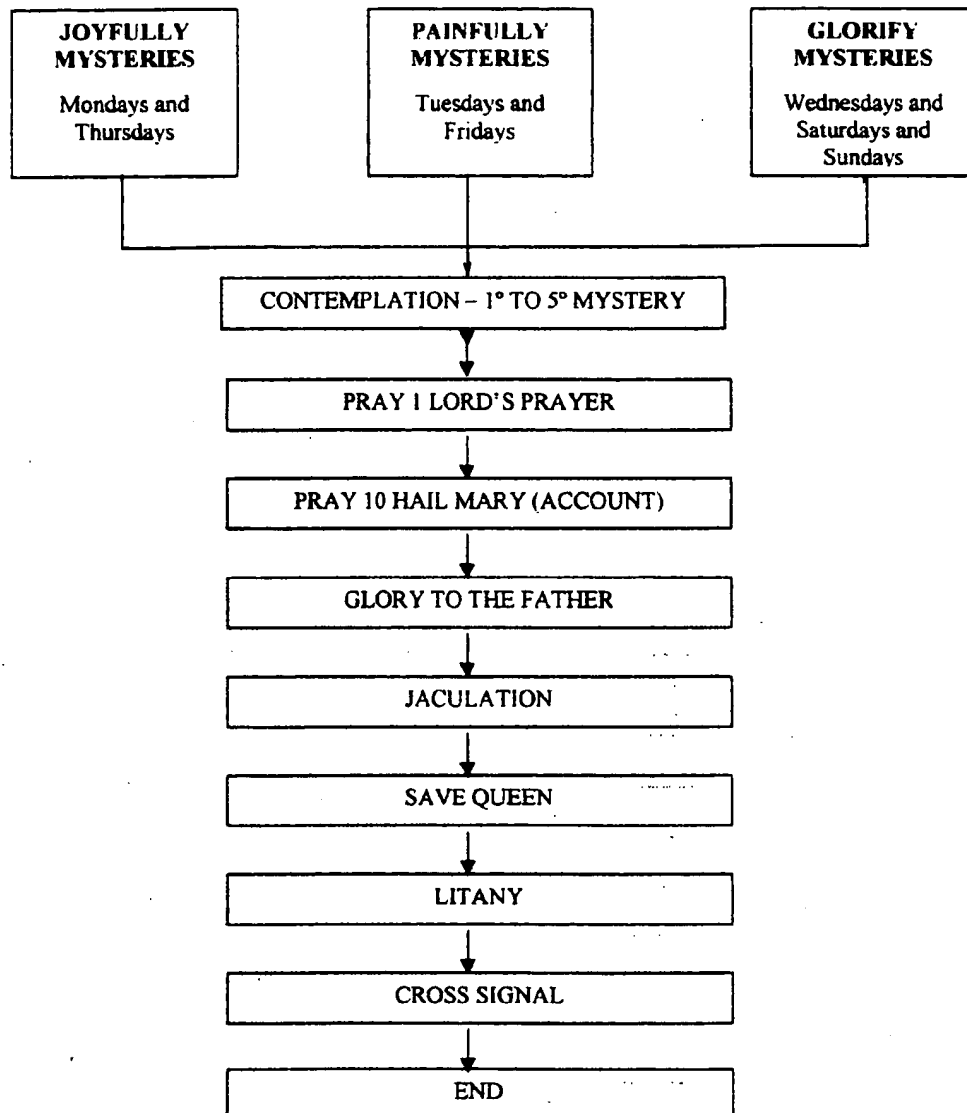 JOYFULLY
MYSTERIES
Mondays and
Thursdays
PAINFULLY
MYSTERIES
Tuesdays and
Fridays
GLORIFY
MYSTERIES
Wednesdays and
Saturdays and
Sundays
CONTEMPLATION – 1° TO 5° MYSTERY
PRAY 1 LORD'S PRAYER
PRAY 10 HAIL MARY (ACCOUNT)
GLORY TO THE FATHER
JACULATION
SAVE QUEEN
LITANY
CROSS SIGNAL
END